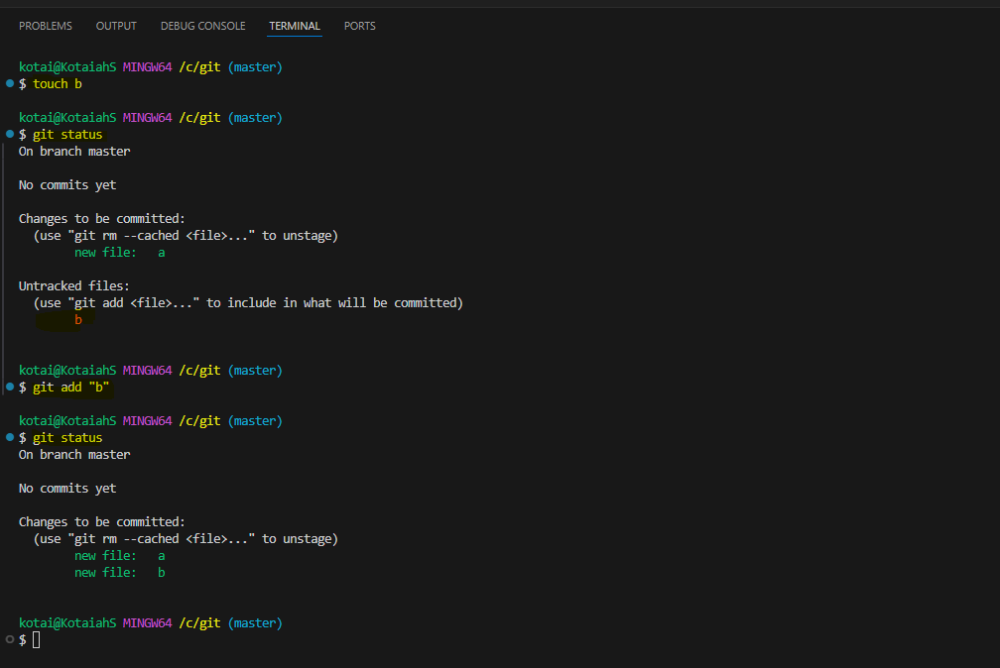 PROBLEMS OUTPUT DEBUG CONSOLE TERMINAL PORTS
kotai@KotaiahS MINGW64 /c/git (master)
$ touch b
kotai@KotaiahS MINGW64 /c/git (master)
$ git status
On branch master
No commits yet
Changes to be committed:
(use "git rm --cached <file>..." to unstage)
new file: a
Untracked files:
(use "git add <file>..." to include in what will be committed)
b
kotai@KotaiahS MINGW64 /c/git (master)
$ git add "b"
kotai@KotaiahS MINGW64 /c/git (master)
$ git status
On branch master
No commits yet
Changes to be committed:
(use "git rm --cached <file>..." to unstage)
new file: a
new file: b
kotai@KotaiahS MINGW64 /c/git (master)
$